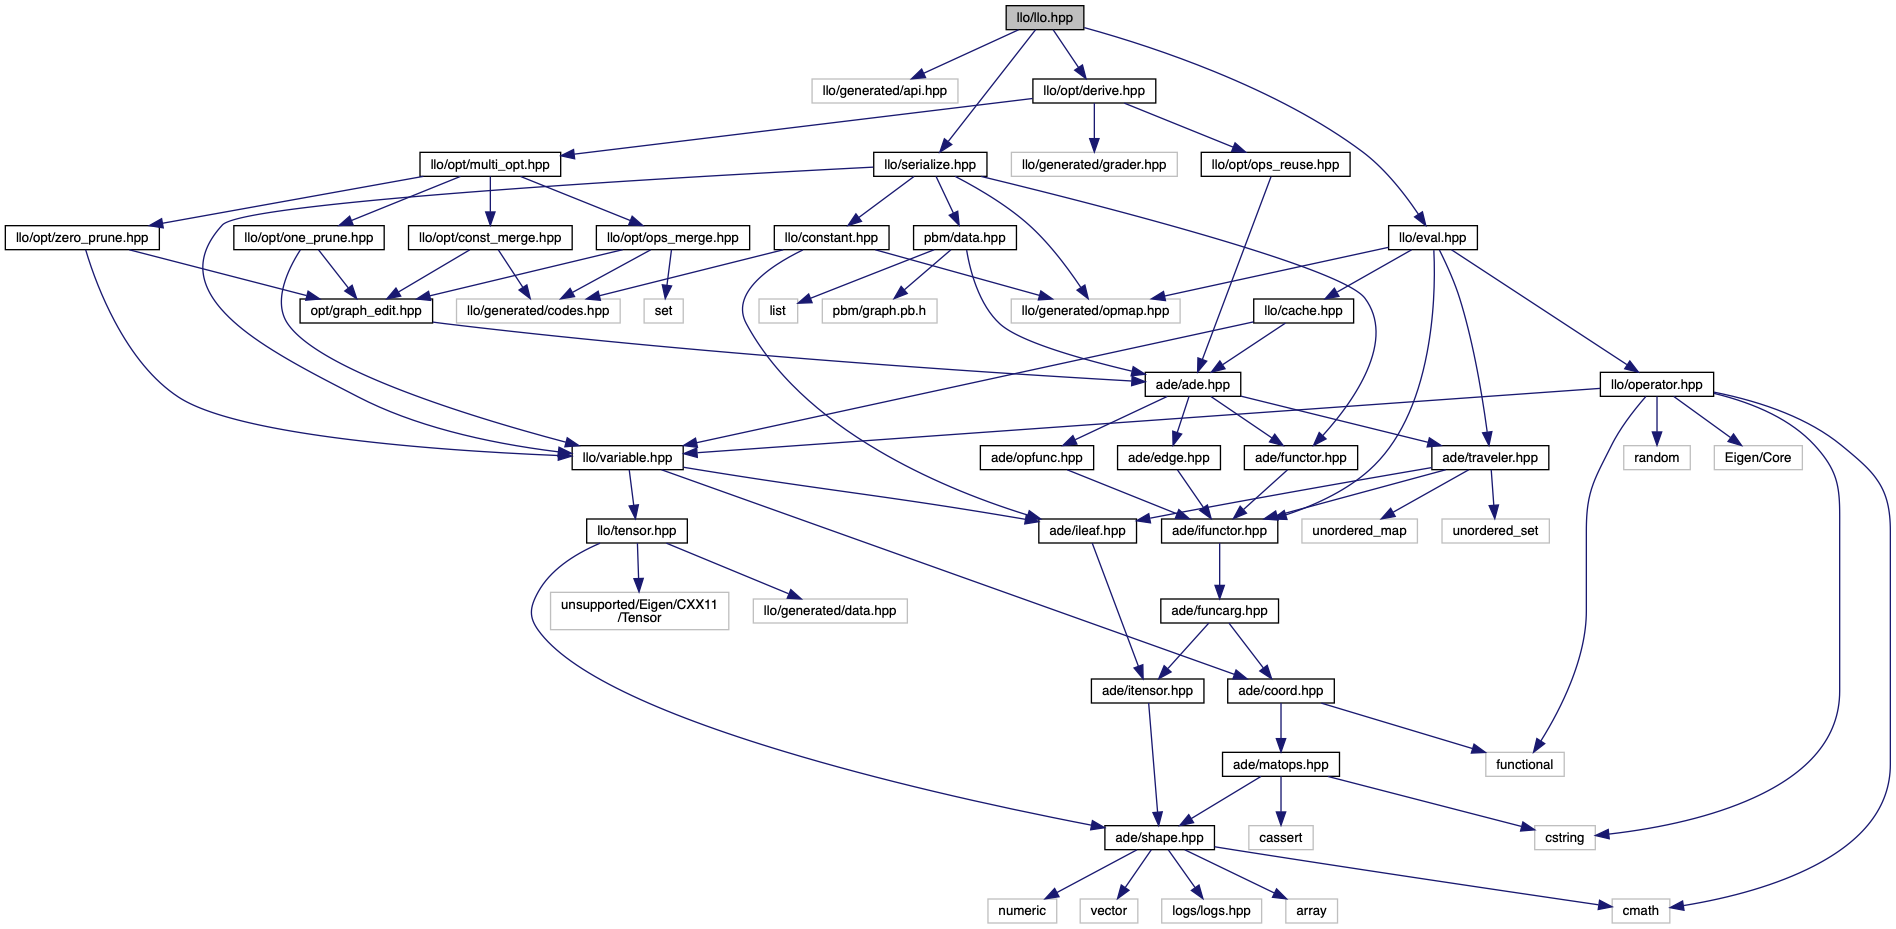 llo/llo.hpp
llo/generated/api.hpp
llo/opt/derive.hpp
llo/opt/multi_opt.hpp
llo/serialize.hpp
llo/generated/grader.hpp
llo/opt/ops_reuse.hpp
llo/opt/zero_prune.hpp
llo/opt/one_prune.hpp
llo/opt/const_merge.hpp
llo/opt/ops_merge.hpp
llo/constant.hpp
pbm/data.hpp
llo/eval.hpp
opt/graph_edit.hpp
llo/generated/codes.hpp
set
list
pbm/graph.pb.h
llo/generated/opmap.hpp
llo/cache.hpp
ade/ade.hpp
llo/operator.hpp
llo/variable.hpp
ade/opfunc.hpp
ade/edge.hpp
ade/functor.hpp
ade/traveler.hpp
random
Eigen/Core
llo/tensor.hpp
ade/ileaf.hpp
ade/ifunctor.hpp
unordered_map
unordered_set
unsupported/Eigen/CXX11
/Tensor
llo/generated/data.hpp
ade/funcarg.hpp
ade/itensor.hpp
ade/coord.hpp
ade/matops.hpp
functional
ade/shape.hpp
cassert
cstring
numeric
vector
logs/logs.hpp
array
cmath